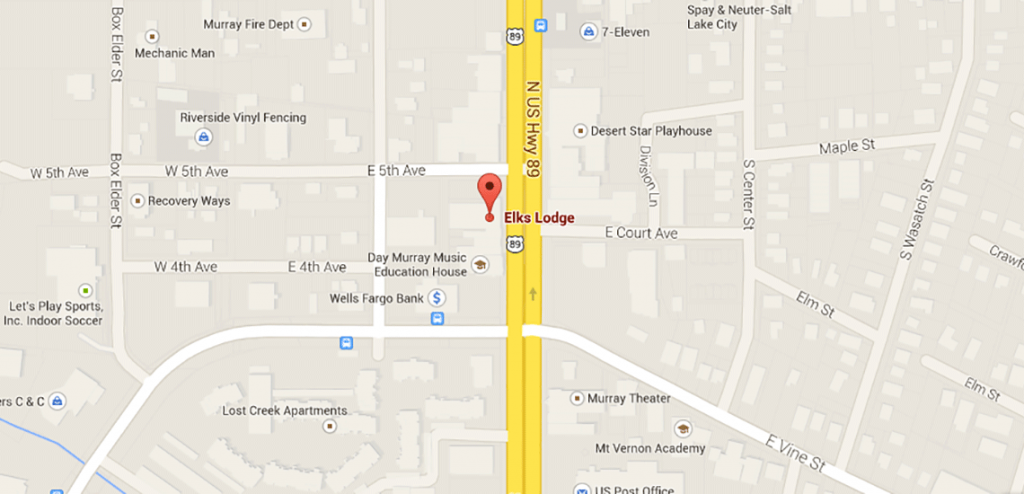 Spay & Neuter-Salt
Lake City
Murray Fire Dept
Box Elder St
89
7-Eleven
Mechanic Man
N US Hwy 89
Riverside Vinyl Fencing
Desert Star Playhouse
Maple St
Division Ln
W 5th Ave
W 5th Ave
E 5th Ave
Box Elder St
S Center St
Recovery Ways
S Wasatch St
Elks Lodge
E Court Ave
89
Day Murray Music
Education House
W 4th Ave
E 4th Ave
Crawfo
Wells Fargo Bank
$
Let's Play Sports,
Inc. Indoor Soccer
Elm St
Elm St
ers C & C
Murray Theater
Lost Creek Apartments
Mt Vernon Academy
E Vine St
US Post Office